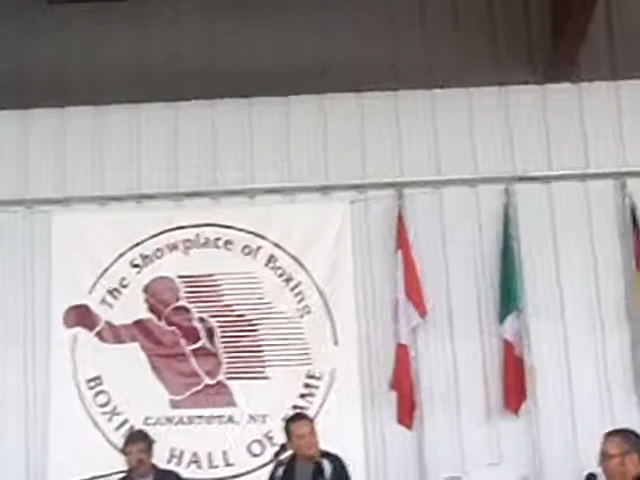 The Showplace of Boxing
CANASTOTA, NY
HALL OF